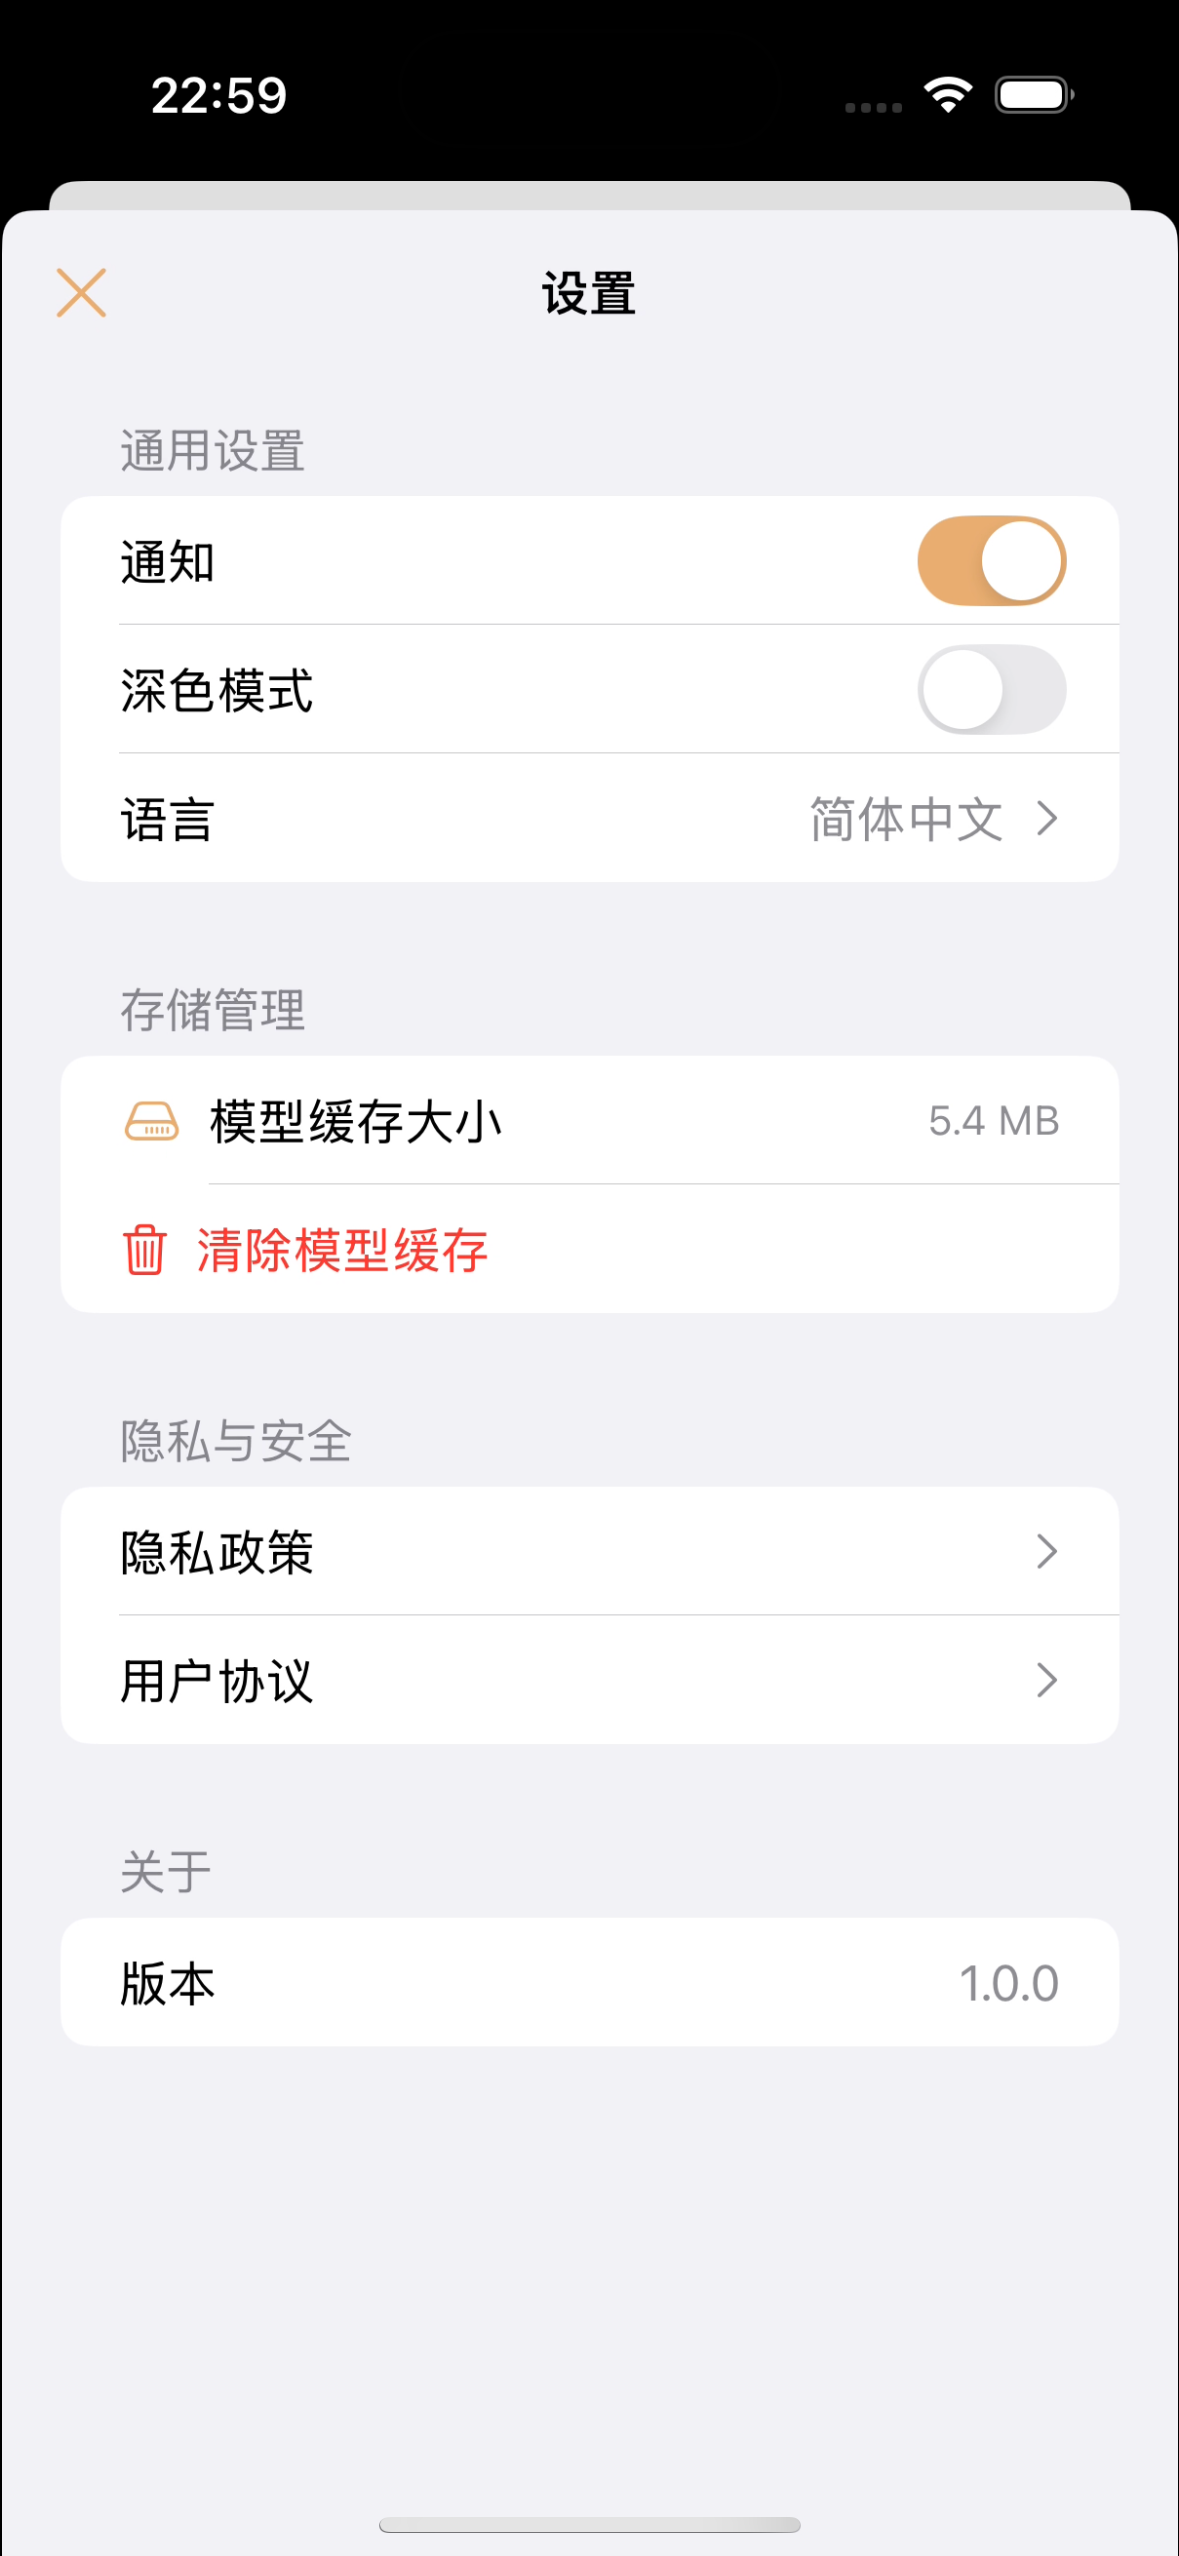 22:59
设置
通用设置
通知
深色模式
语言 简体中文
存储管理
模型缓存大小 5.4 MB
清除模型缓存
隐私与安全
隐私政策
用户协议
关于
版本 1.0.0